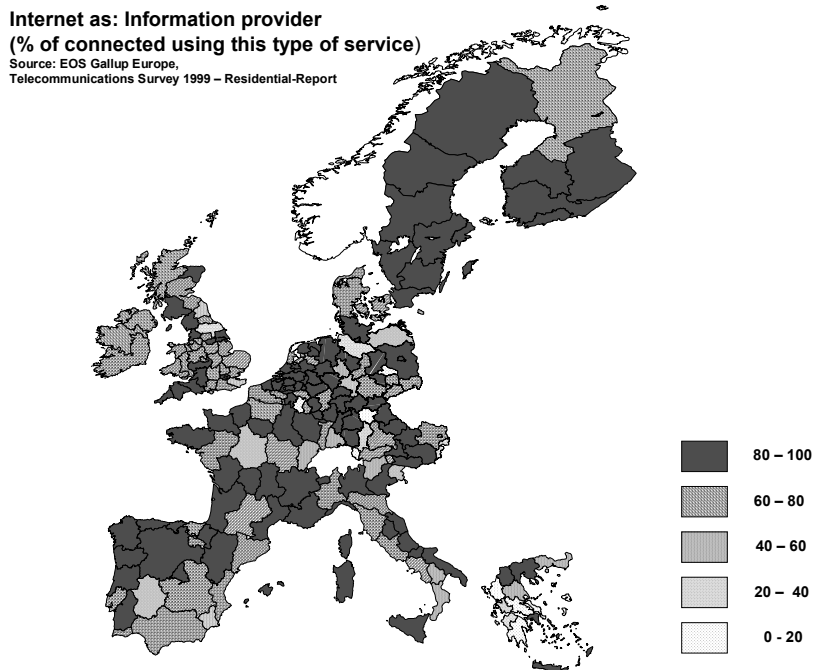 Internet as: Information provider
(% of connected using this type of service)
Source: EOS Gallup Europe,
Telecommunications Survey 1999 – Residential-Report
80 – 100
60 – 80
40 – 60
20 – 40
0 - 20